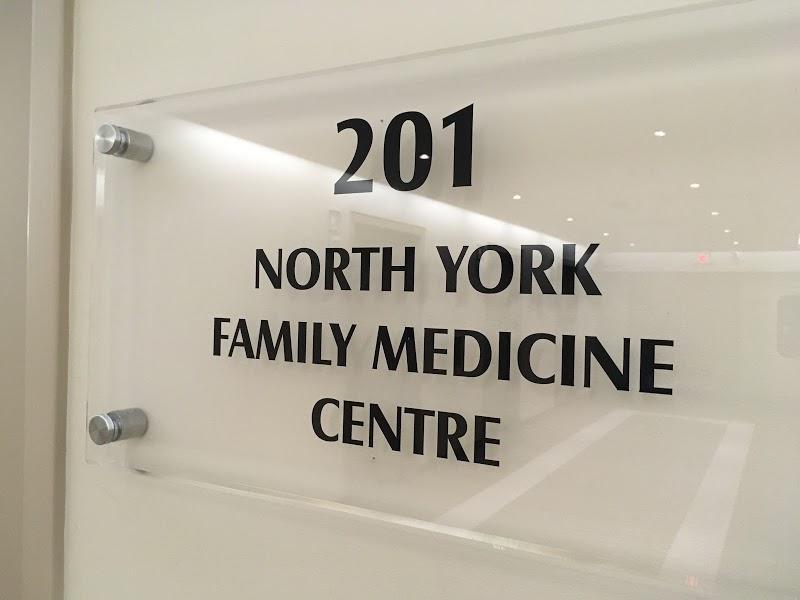 201
NORTH YORK
FAMILY MEDICINE
CENTRE